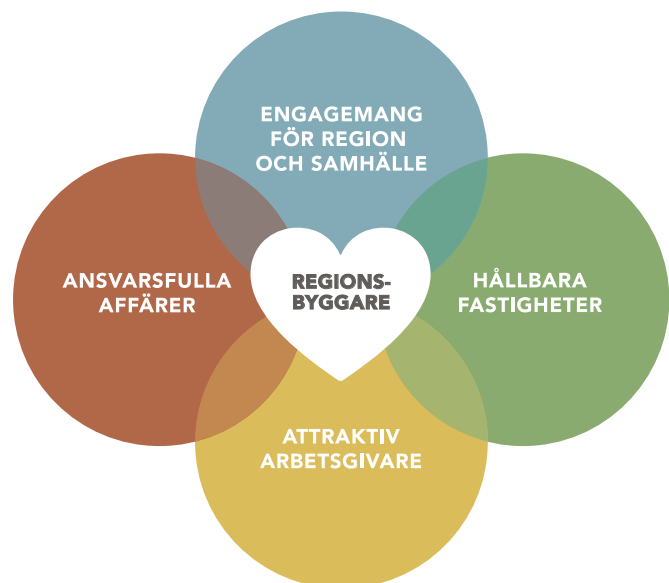 ENGAGEMANG
FÖR REGION
OCH SAMHÄLLE
ANSVARSFULLA
AFFÄRER
REGIONS-
BYGGARE
HÅLLBARA
FASTIGHETER
ATTRAKTIV
ARBETSGIVARE